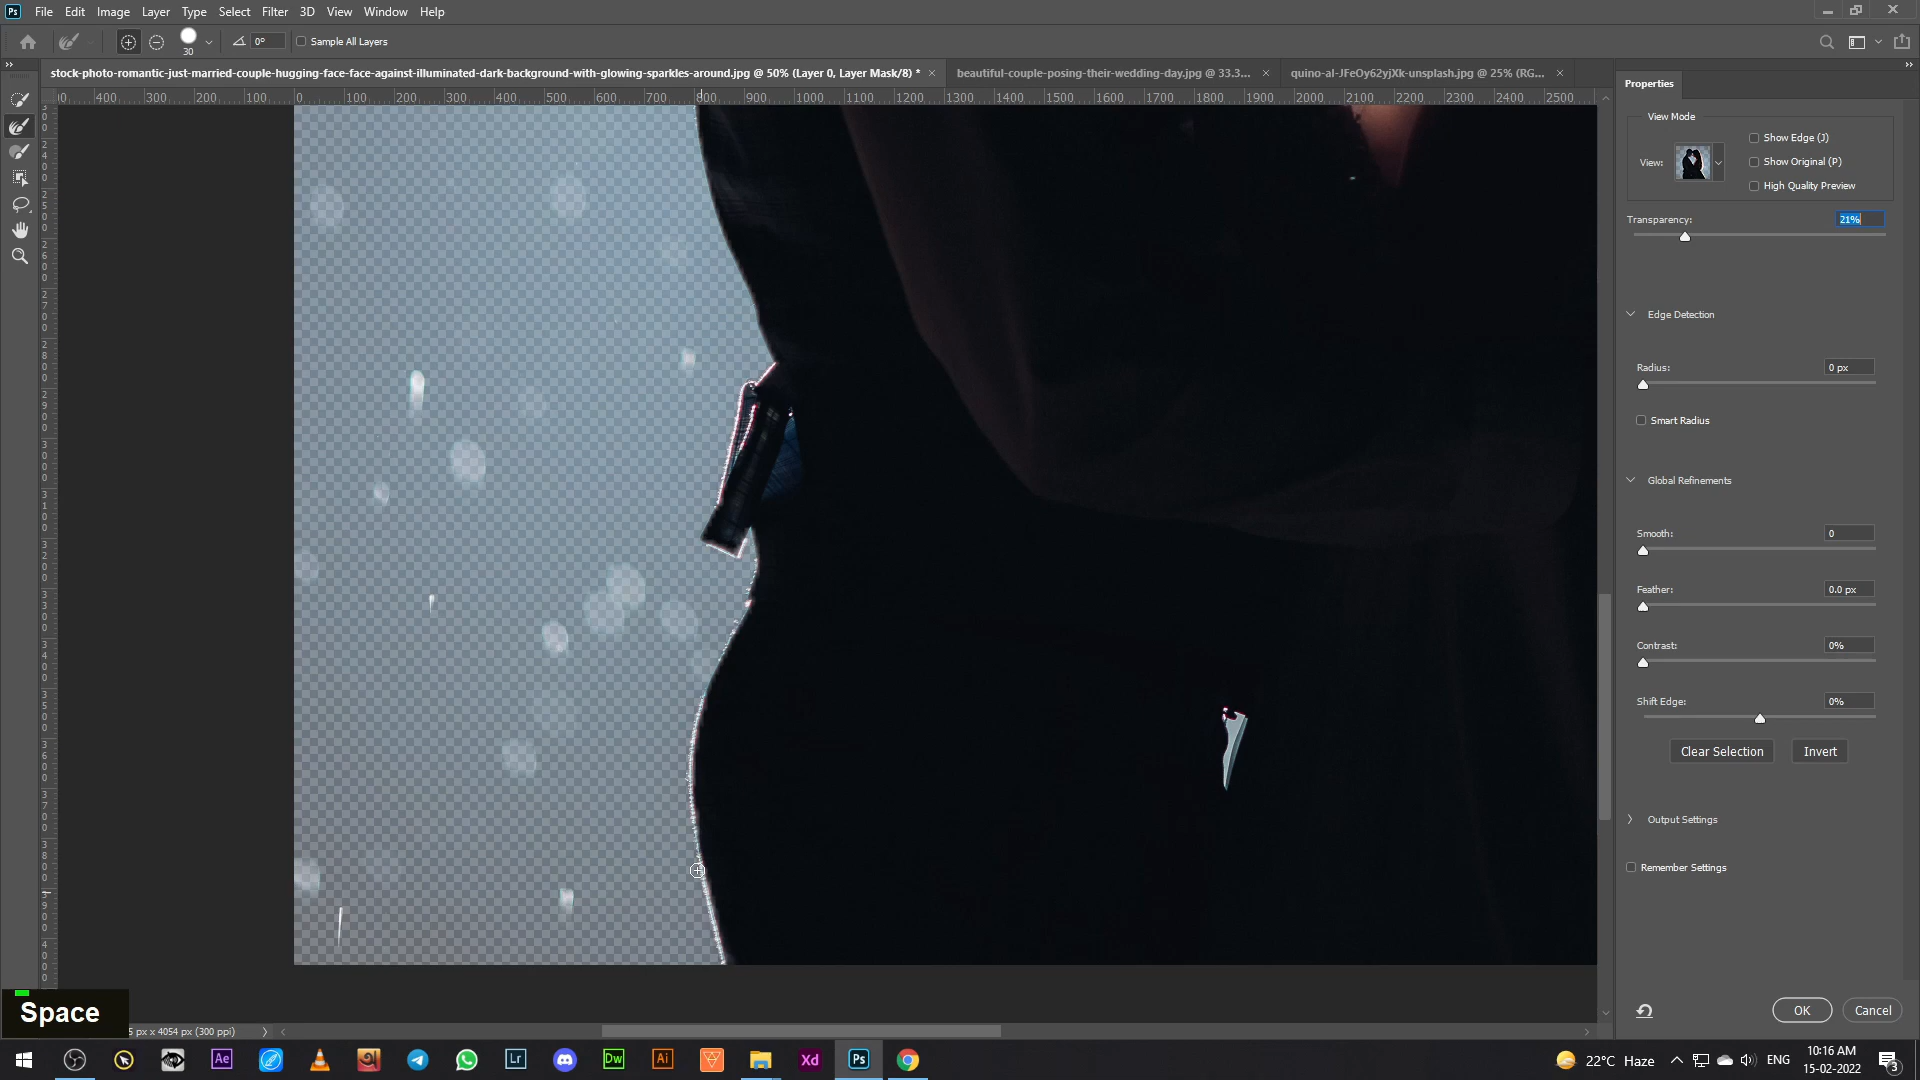 Ps File Edit Image Layer Type Select Filter 3D View Window Help
30 0° Sample All Layers
stock-photo-romantic-just-married-couple-hugging-face-face-against-illuminated-dark-background-with-glowing-sparkles-around.jpg @ 50% (Layer 0, Layer Mask/8) * × beautiful-couple-posing-their-wedding-day.jpg @ 33.3... × quino-al-JFeOy62yjXk-unsplash.jpg @ 25% (RG... ×
400 300 200 100 0 100 200 300 400 500 600 700 800 900 1000 1100 1200 1300 1400 1500 1600 1700 1800 1900 2000 2100 2200 2300 2400 2500
Properties
View Mode
Show Edge (J)
View: Show Original (P)
High Quality Preview
Transparency: 21%
Edge Detection
Radius: 0 px
Smart Radius
Global Refinements
Smooth: 0
Feather: 0.0 px
Contrast: 0%
Shift Edge: 0%
Clear Selection Invert
Output Settings
Remember Settings
OK Cancel
Space
px x 4054 px (300 ppi)
Ae Lr Dw Ai Xd Ps 22°C Haze ENG 10:16 AM
15-02-2022
3